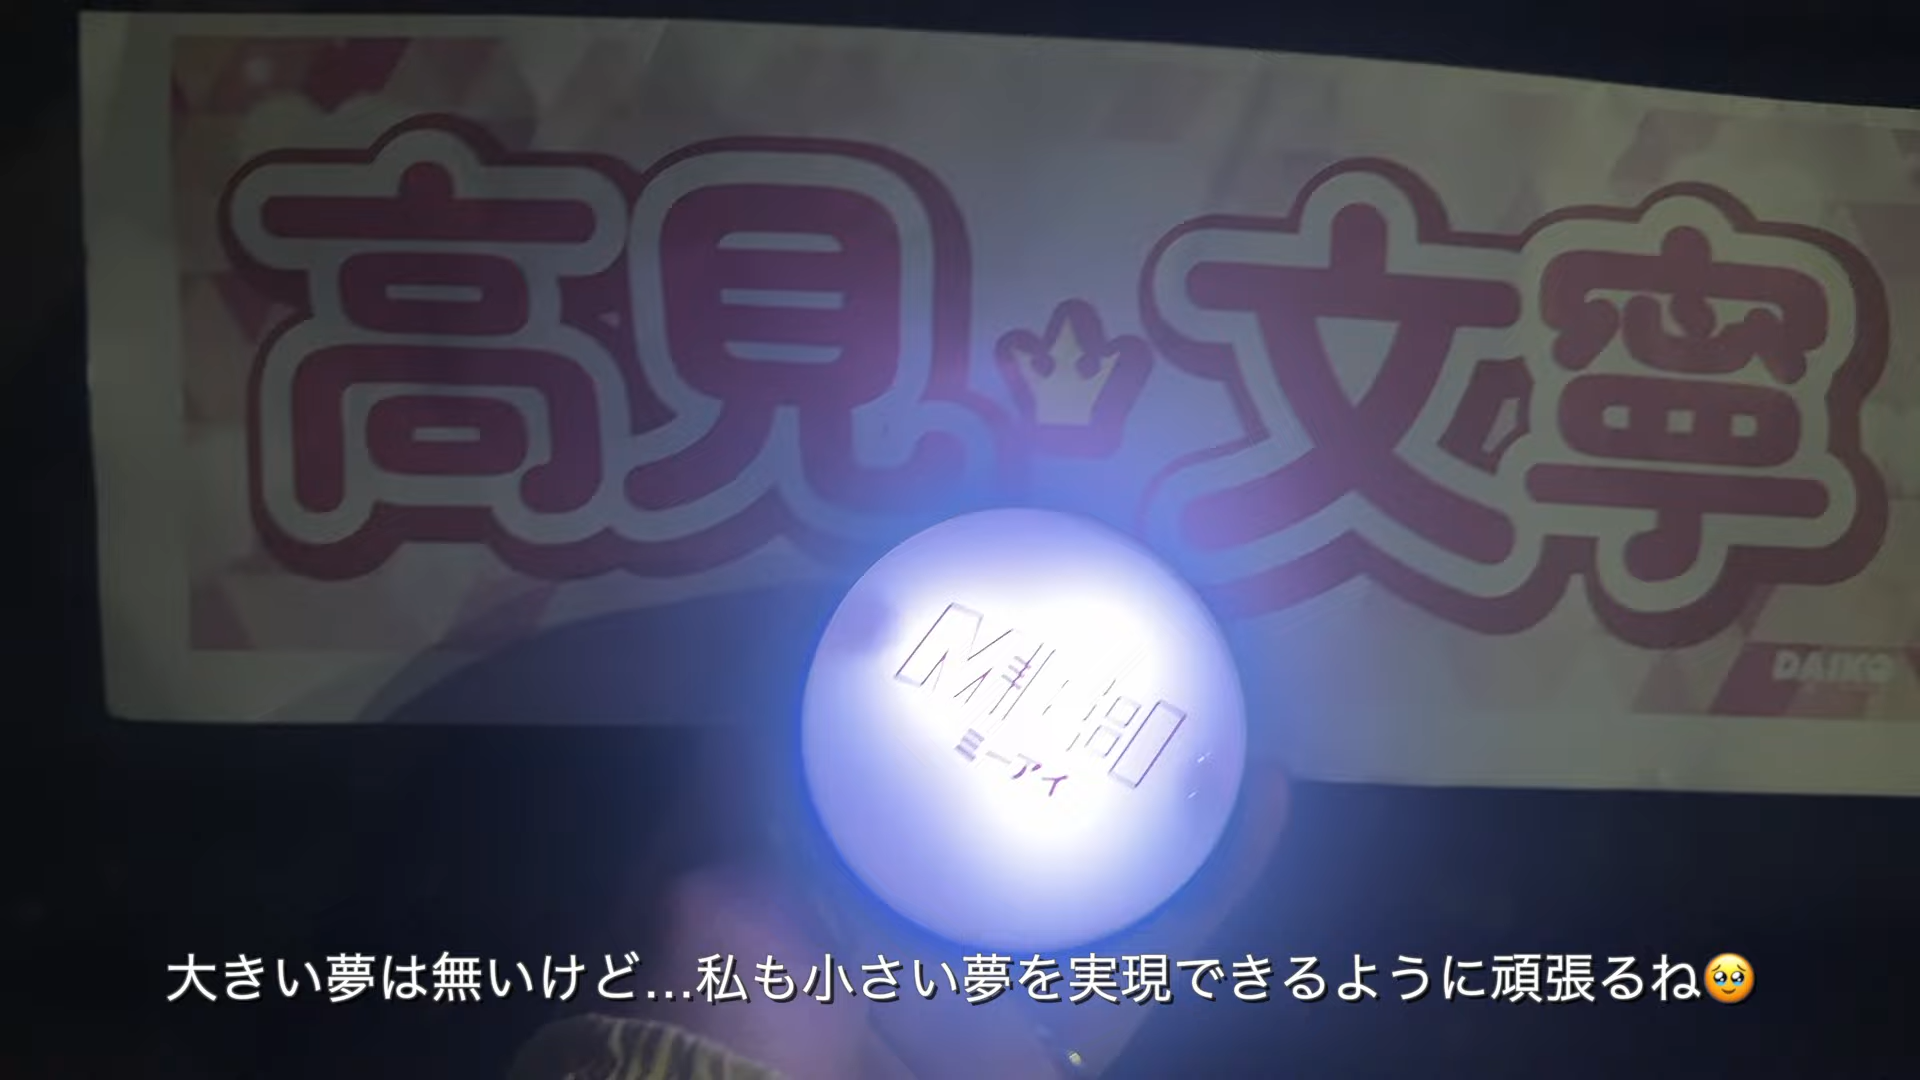 高見文寧
DAIKO
MiiiBO
ミーアイ
大きい夢は無いけど…私も小さい夢を実現できるように頑張るね🥹